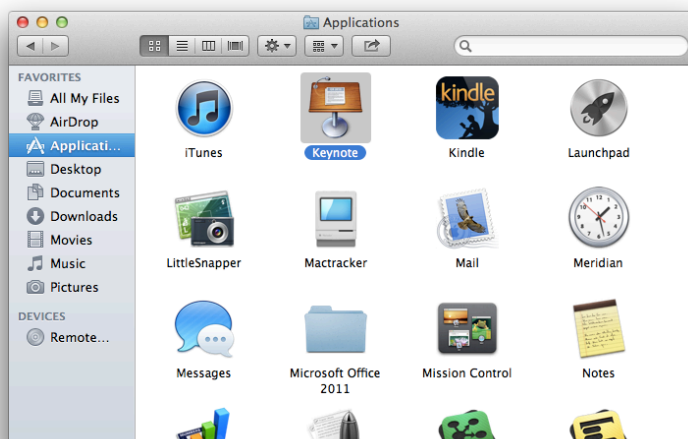 Applications
FAVORITES
All My Files
AirDrop
Applicati...
Desktop
Documents
Downloads
Movies
Music
Pictures
DEVICES
Remote...
kindle
iTunes
Keynote
Kindle
Launchpad
LittleSnapper
Mactracker
Mail
Meridian
Messages
Microsoft Office
2011
Mission Control
Notes